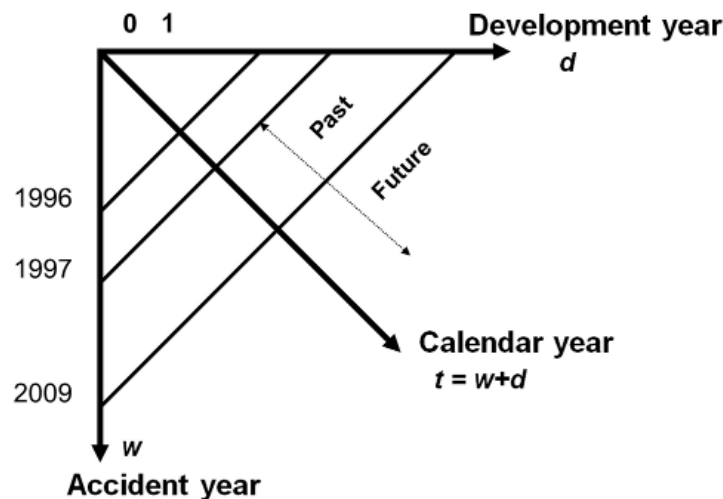 0 1
Development year
d
Past
Future
1996
1997
Calendar year
t = w+d
2009
w
Accident year